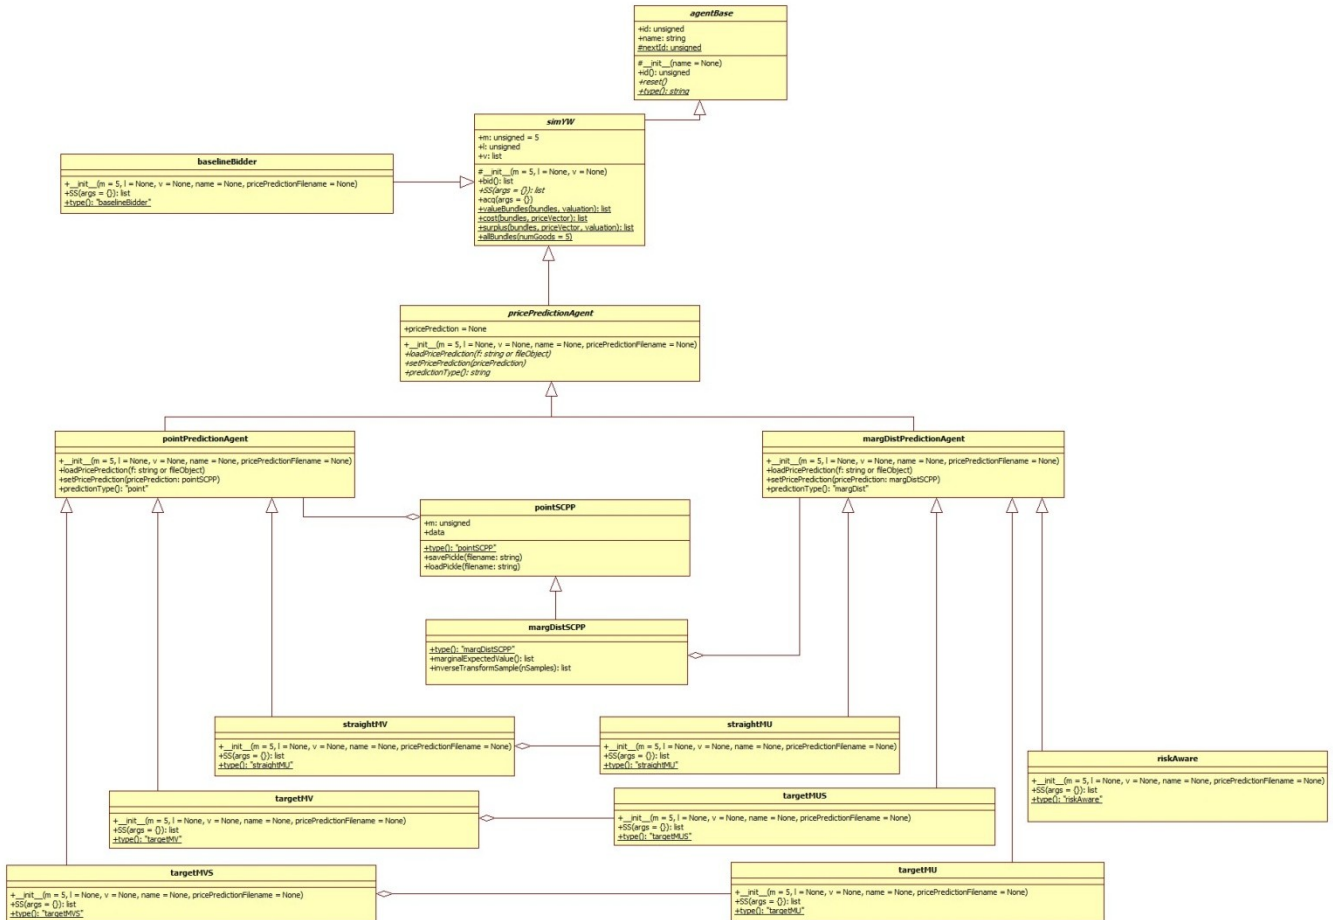 agentBase
+id: unsigned
+name: string
#nextId: unsigned
#__init__(name = None)
+id(): unsigned
+reset()
+type(): string
simYW
+m: unsigned = 5
+l: unsigned
+v: list
#__init__(m = 5, l = None, v = None)
+bid(): list
+SS(args = {}): list
+acq(args = {})
+valueBundles(bundles, valuation): list
+cost(bundles, priceVector): list
+surplus(bundles, priceVector, valuation): list
+allBundles(numGoods = 5)
baselineBidder
+__init__(m = 5, l = None, v = None, name = None, pricePredictionFilename = None)
+SS(args = {}): list
+type(): "baselineBidder"
pricePredictionAgent
+pricePrediction = None
+__init__(m = 5, l = None, v = None, name = None, pricePredictionFilename = None)
+loadPricePrediction(f: string or fileObject)
+setPricePrediction(pricePrediction)
+predictionType(): string
pointPredictionAgent
+__init__(m = 5, l = None, v = None, name = None, pricePredictionFilename = None)
+loadPricePrediction(f: string or fileObject)
+setPricePrediction(pricePrediction: pointSCPP)
+predictionType(): "point"
margDistPredictionAgent
+__init__(m = 5, l = None, v = None, name = None, pricePredictionFilename = None)
+loadPricePrediction(f: string or fileObject)
+setPricePrediction(pricePrediction: margDistSCPP)
+predictionType(): "margDist"
pointSCPP
+m: unsigned
+data
+type(): "pointSCPP"
+savePickle(filename: string)
+loadPickle(filename: string)
margDistSCPP
+type(): "margDistSCPP"
+marginalExpectedValue(): list
+inverseTransformSample(nSamples): list
straightMV
+__init__(m = 5, l = None, v = None, name = None, pricePredictionFilename = None)
+SS(args = {}): list
+type(): "straightMU"
straightMU
+__init__(m = 5, l = None, v = None, name = None, pricePredictionFilename = None)
+SS(args = {}): list
+type(): "straightMU"
riskAware
+__init__(m = 5, l = None, v = None, name = None, pricePredictionFilename = None)
+SS(args = {}): list
+type(): "riskAware"
targetMV
+__init__(m = 5, l = None, v = None, name = None, pricePredictionFilename = None)
+SS(args = {}): list
+type(): "targetMV"
targetMUS
+__init__(m = 5, l = None, v = None, name = None, pricePredictionFilename = None)
+SS(args = {}): list
+type(): "targetMUS"
targetMVS
+__init__(m = 5, l = None, v = None, name = None, pricePredictionFilename = None)
+SS(args = {}): list
+type(): "targetMVS"
targetMU
+__init__(m = 5, l = None, v = None, name = None, pricePredictionFilename = None)
+SS(args = {}): list
+type(): "targetMU"